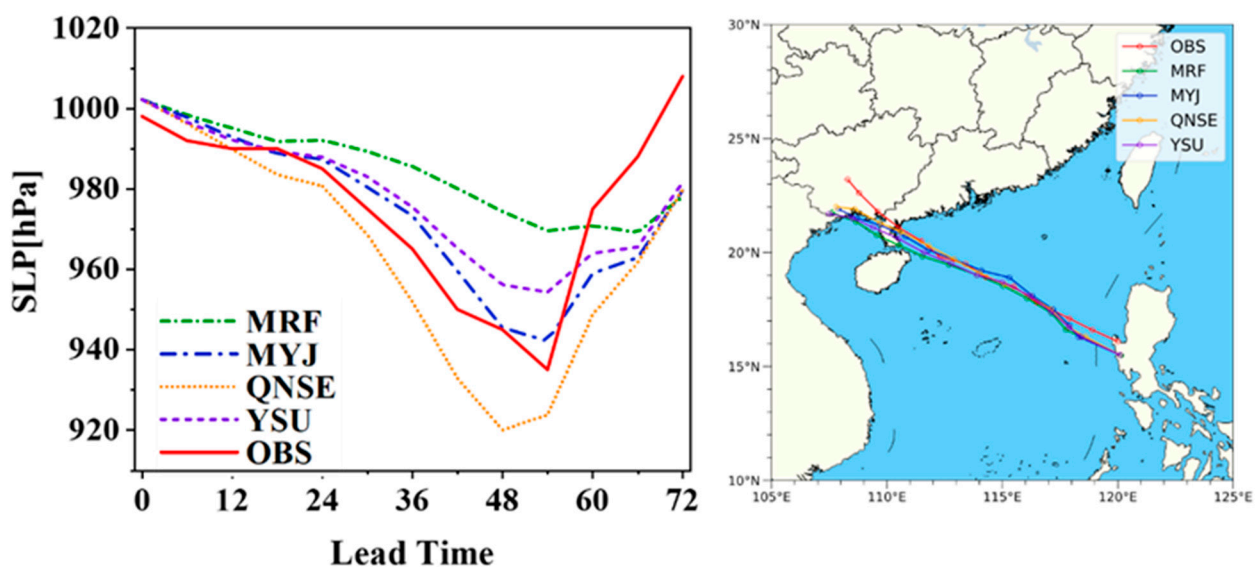 1020
1000
980
960
940
920
SLP[hPa]
MRF
MYJ
QNSE
YSU
OBS
0
12
24
36
48
60
72
Lead Time
30°N
25°N
20°N
15°N
10°N
OBS
MRF
MYJ
QNSE
YSU
105°E
110°E
115°E
120°E
125°E